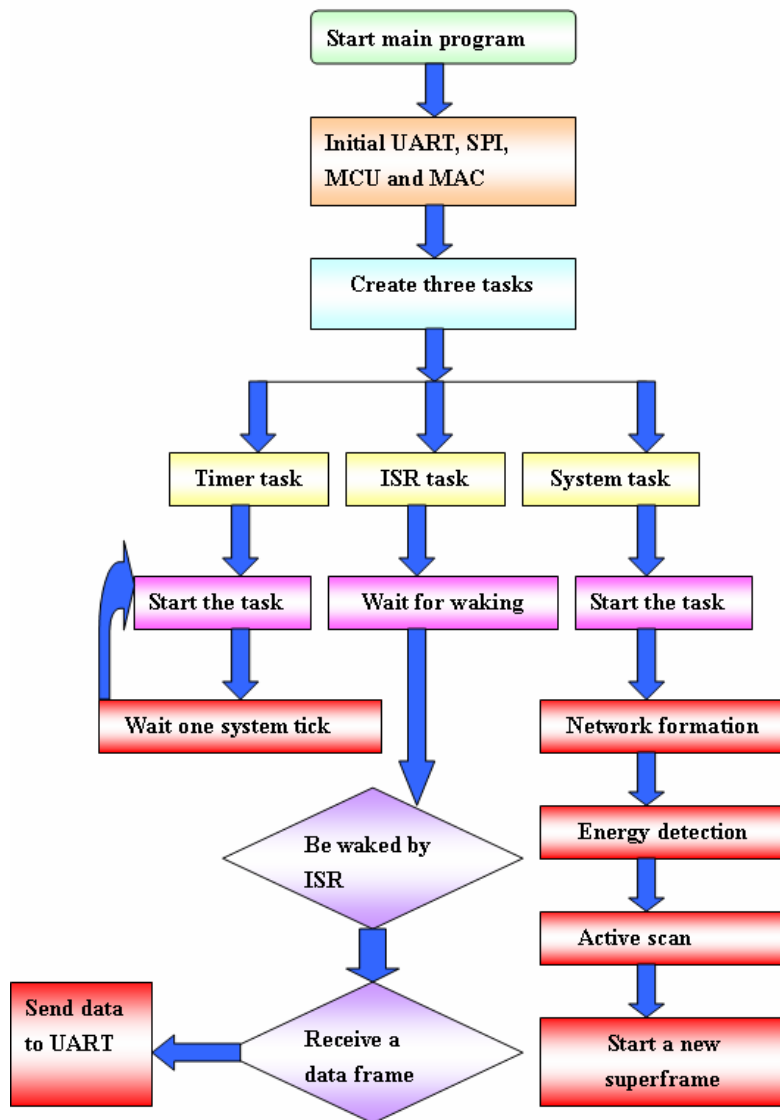 Start main program
Initial UART, SPI,
MCU and MAC
Create three tasks
Timer task
ISR task
System task
Start the task
Wait for waking
Start the task
Wait one system tick
Network formation
Be waked by
ISR
Energy detection
Active scan
Send data
to UART
Receive a
data frame
Start a new
superframe